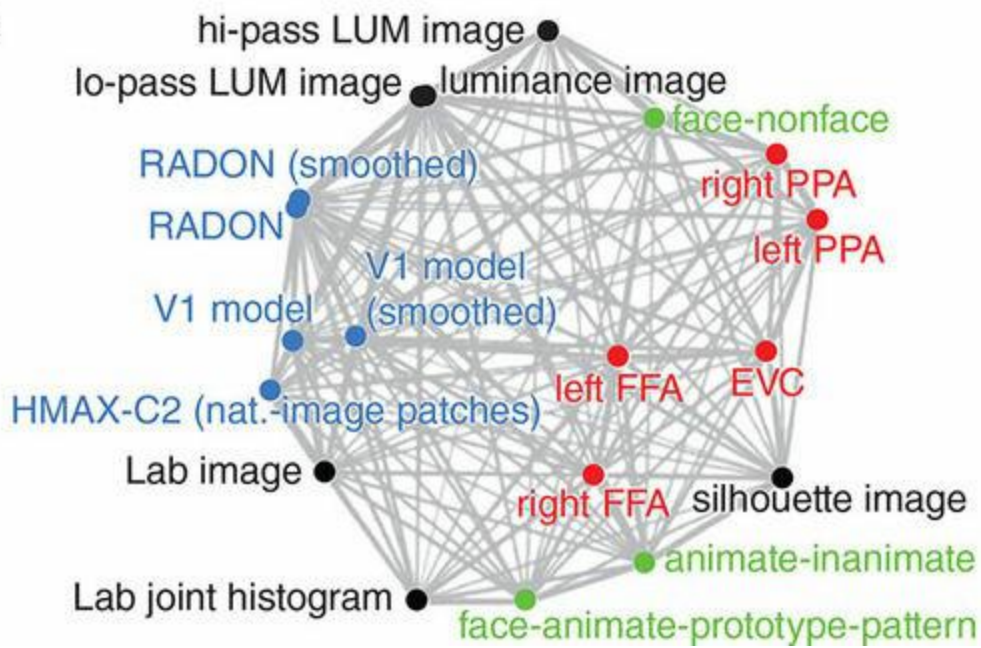 hi-pass LUM image
lo-pass LUM image
luminance image
face-nonface
RADON (smoothed)
right PPA
RADON
left PPA
V1 model
(smoothed)
V1 model
left FFA
EVC
HMAX-C2 (nat.-image patches)
Lab image
right FFA
silhouette image
animate-inanimate
Lab joint histogram
face-animate-prototype-pattern